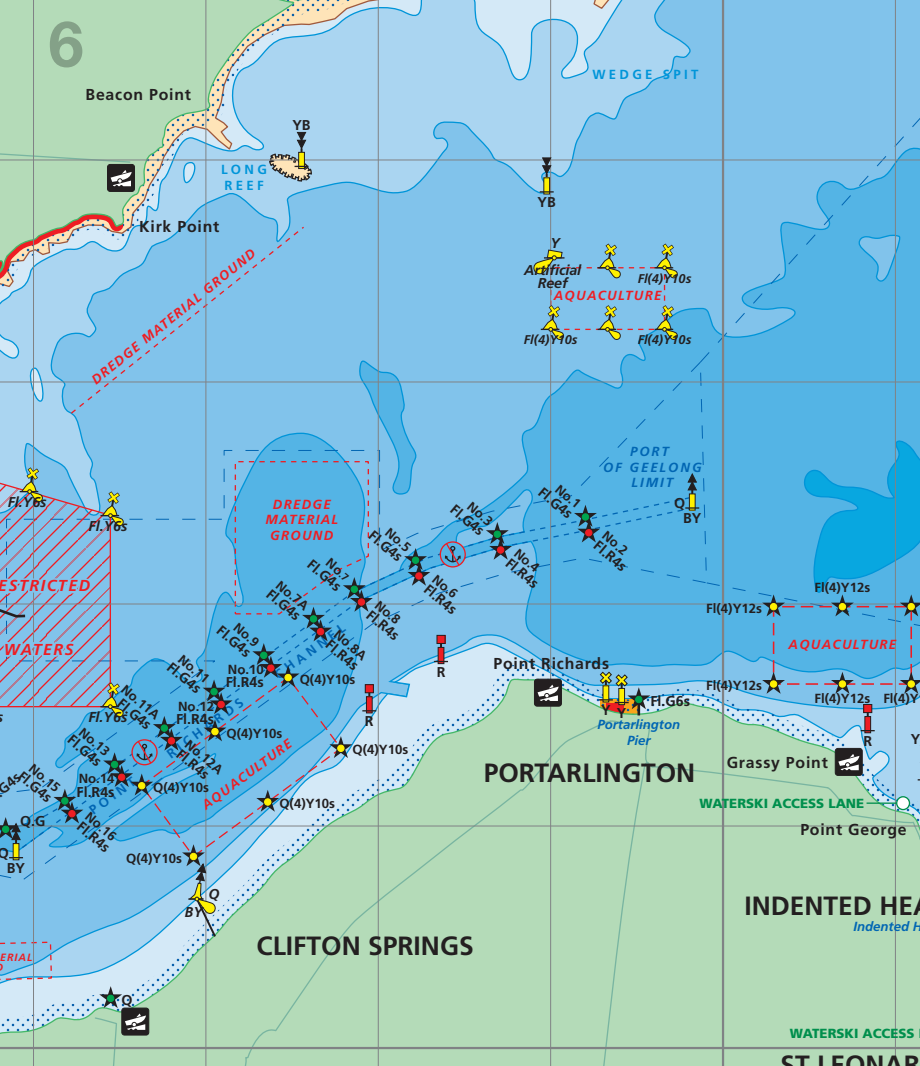 6
Beacon Point
WEDGE SPIT
YB
LONG
REEF
YB
Kirk Point
DREDGE MATERIAL GROUND
Y
Artificial
Reef
Fl(4)Y10s
AQUACULTURE
Fl(4)Y10s
Fl(4)Y10s
PORT
OF GEELONG
LIMIT
Fl.Y6s
Fl.Y6s
DREDGE
MATERIAL
GROUND
Q
BY
No.1
Fl.G4s
No.2
Fl.R4s
No.3
Fl.G4s
No.4
Fl.R4s
No.5
Fl.G4s
No.6
Fl.R4s
No.7
Fl.G4s
No.8
Fl.R4s
No.7A
Fl.G4s
No.8A
Fl.R4s
No.9
Fl.G4s
No.10
Fl.R4s
No.11
Fl.G4s
No.12
Fl.R4s
No.11A
Fl.G4s
No.12A
Fl.R4s
No.13
Fl.G4s
No.14
Fl.R4s
No.15
Fl.G4s
No.16
Fl.R4s
ESTRICTED
WATERS
Fl.Y6s
Fl(4)Y12s
Fl(4)Y12s
AQUACULTURE
Fl(4)Y12s
Fl(4)Y12s
Fl(4)Y
R
R
Point Richards
Q(4)Y10s
Q(4)Y10s
Q(4)Y10s
AQUACULTURE
Q(4)Y10s
Q(4)Y10s
Q(4)Y10s
Y
Y
Fl.G6s
Portarlington
Pier
R
Y
PORTARLINGTON
Grassy Point
WATERSKI ACCESS LANE
Point George
Q.G
Q
BY
Q
BY
INDENTED HEA
Indented H
CLIFTON SPRINGS
ERIAL
D
Q
WATERSKI ACCESS
ST LEONAR